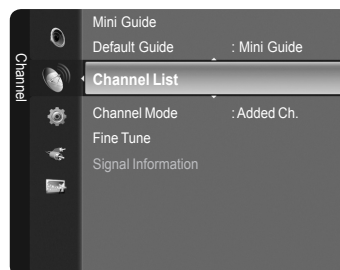 Channel
Mini Guide
Default Guide : Mini Guide
Channel List
Channel Mode : Added Ch.
Fine Tune
Signal Information